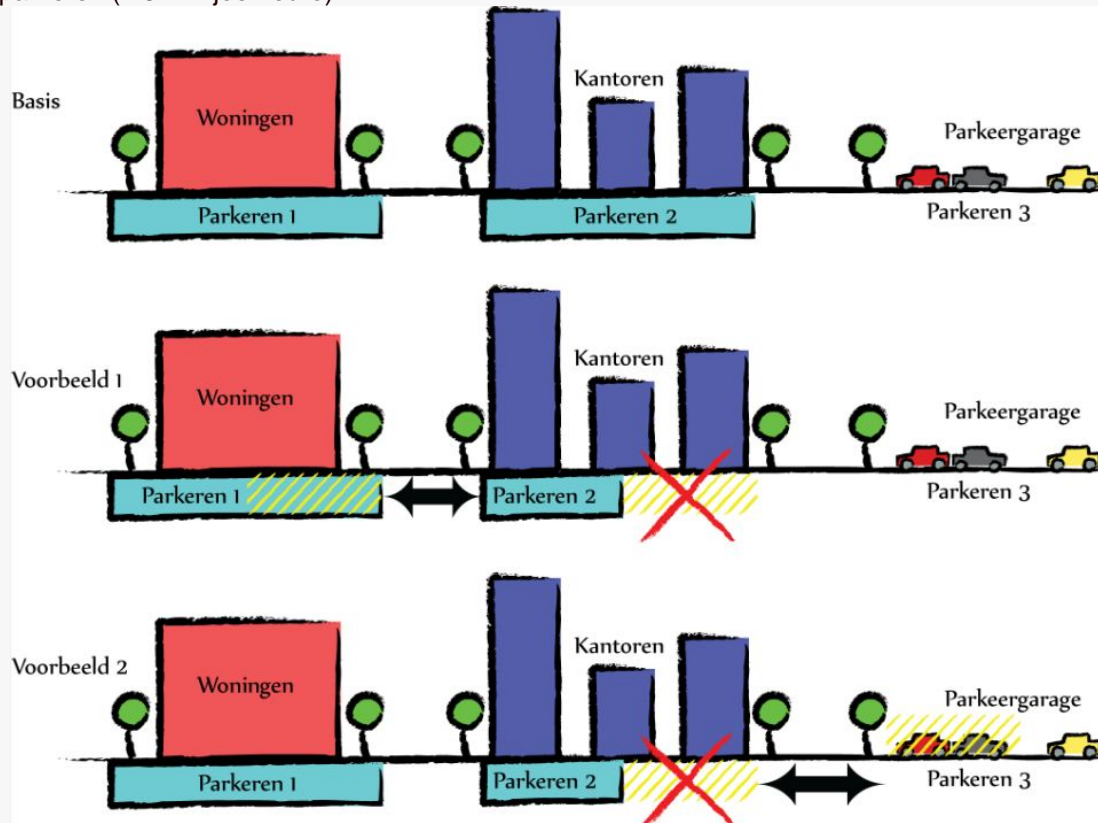 Basis
Woningen
Kantoren
Parkeergarage
Parkeren 1
Parkeren 2
Parkeren 3
Voorbeeld 1
Woningen
Kantoren
Parkeergarage
Parkeren 1
Parkeren 2
Parkeren 3
Voorbeeld 2
Woningen
Kantoren
Parkeergarage
Parkeren 1
Parkeren 2
Parkeren 3